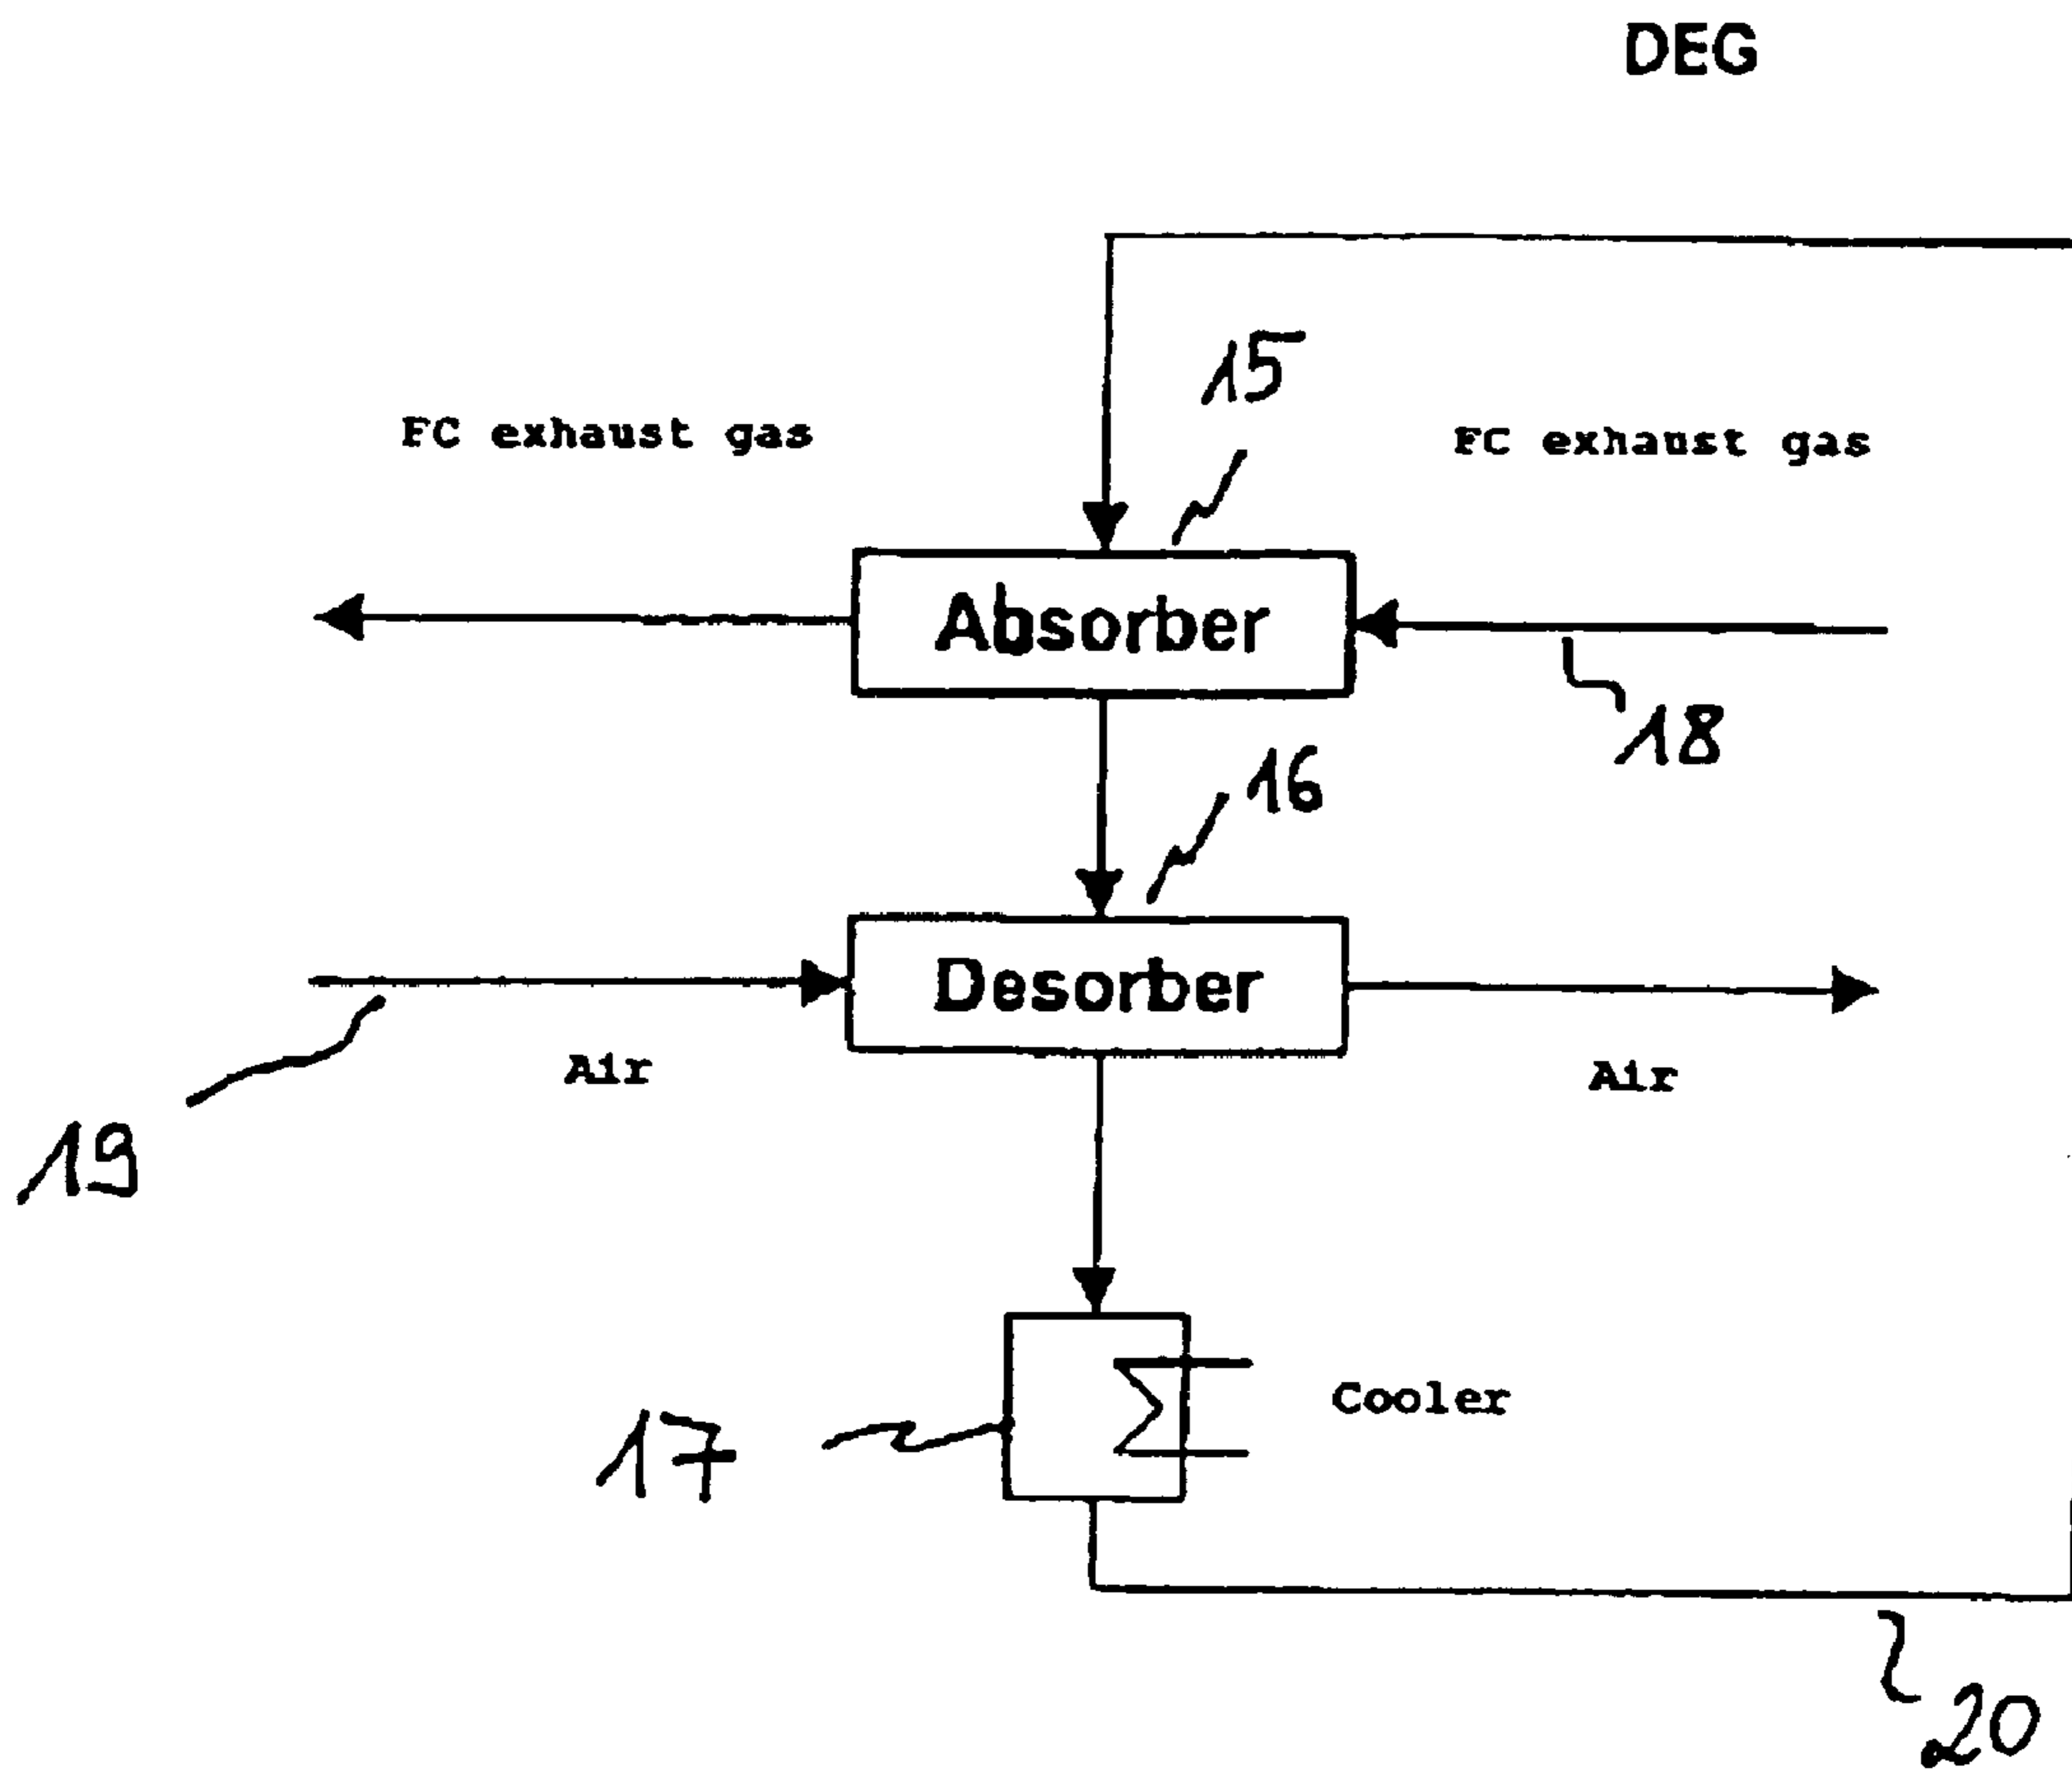 DEG
15
FC exhaust gas
FC exhaust gas
Absorber
18
16
Desorber
Air
Air
19
Cooler
17
20